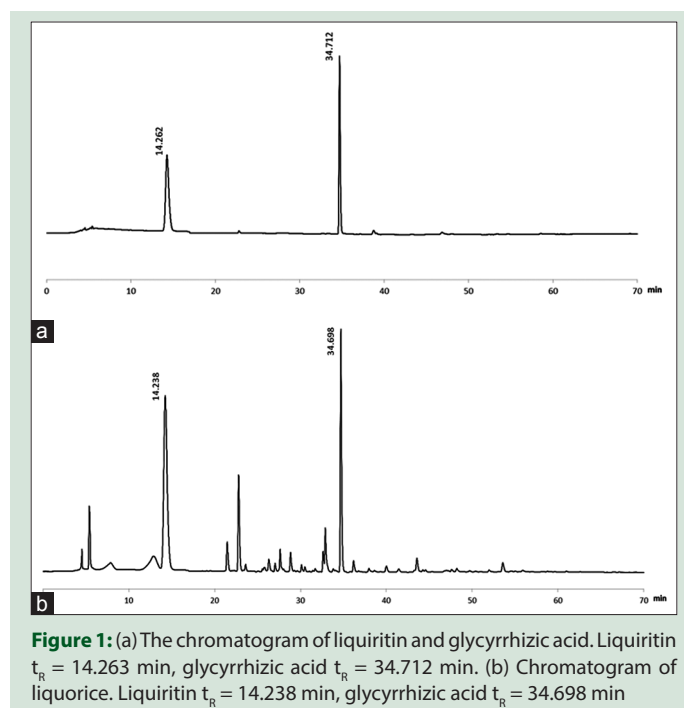 34.712
14.262
0 10 20 30 40 50 60 70 min
a
34.698
14.238
10 20 30 40 50 60 70 min
b
Figure 1: (a) The chromatogram of liquiritin and glycyrrhizic acid. Liquiritin
tR = 14.263 min, glycyrrhizic acid tR = 34.712 min. (b) Chromatogram of
liquorice. Liquiritin tR = 14.238 min, glycyrrhizic acid tR = 34.698 min